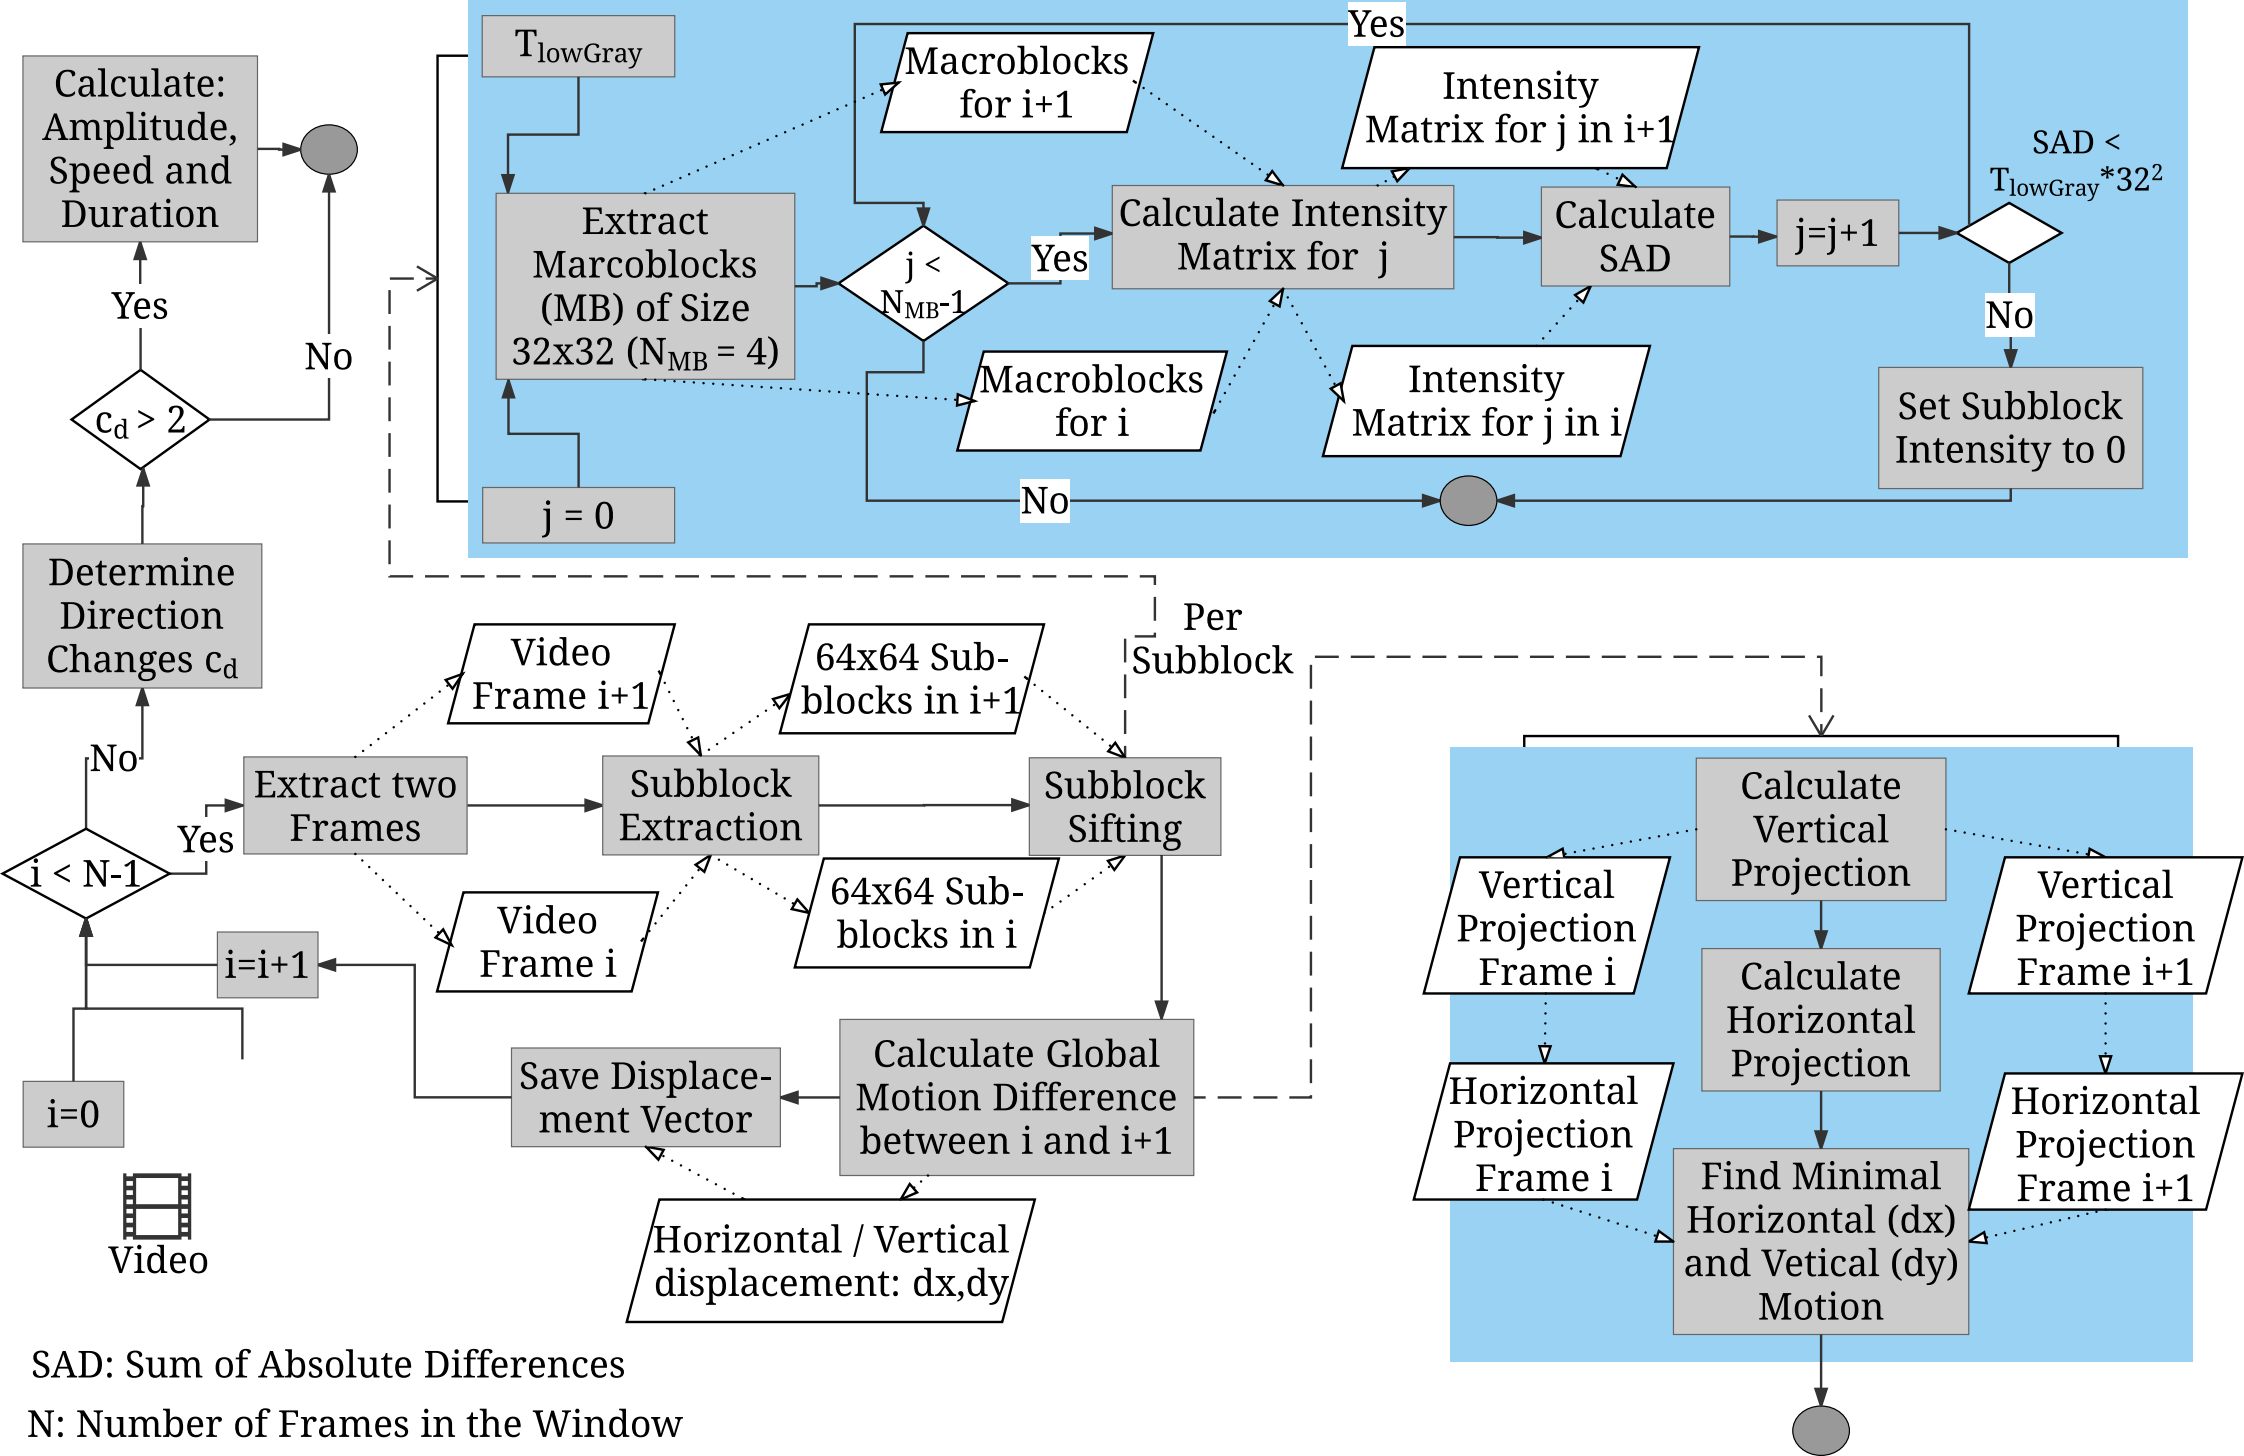 T_lowGray
Yes
Macroblocks
for i+1
Intensity
Matrix for j in i+1
SAD <
T_lowGray*32²
Calculate:
Amplitude,
Speed and
Duration
Extract
Marcoblocks
(MB) of Size
32x32 (N_MB = 4)
j <
N_MB-1
Yes
Calculate Intensity
Matrix for j
Calculate
SAD
j=j+1
No
Yes
No
Macroblocks
for i
Intensity
Matrix for j in i
Set Subblock
Intensity to 0
c_d > 2
j = 0
No
Determine
Direction
Changes c_d
Per
Subblock
Video
Frame i+1
64x64 Sub-
blocks in i+1
No
Extract two
Frames
Subblock
Extraction
Subblock
Sifting
Yes
i < N-1
Video
Frame i
64x64 Sub-
blocks in i
i=i+1
i=0
Save Displace-
ment Vector
Calculate Global
Motion Difference
between i and i+1
Horizontal / Vertical
displacement: dx,dy
Video
Calculate
Vertical
Projection
Vertical
Projection
Frame i
Vertical
Projection
Frame i+1
Calculate
Horizontal
Projection
Horizontal
Projection
Frame i
Horizontal
Projection
Frame i+1
Find Minimal
Horizontal (dx)
and Vetical (dy)
Motion
SAD: Sum of Absolute Differences
N: Number of Frames in the Window